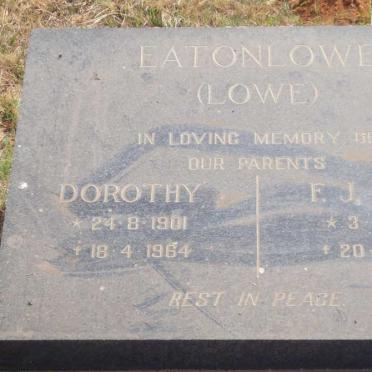 EATONLOWE
(LOWE)
IN LOVING MEMORY OF
OUR PARENTS
DOROTHY F. J.
* 24-8-1901 * 3
† 18-4-1964 † 20
REST IN PEACE.